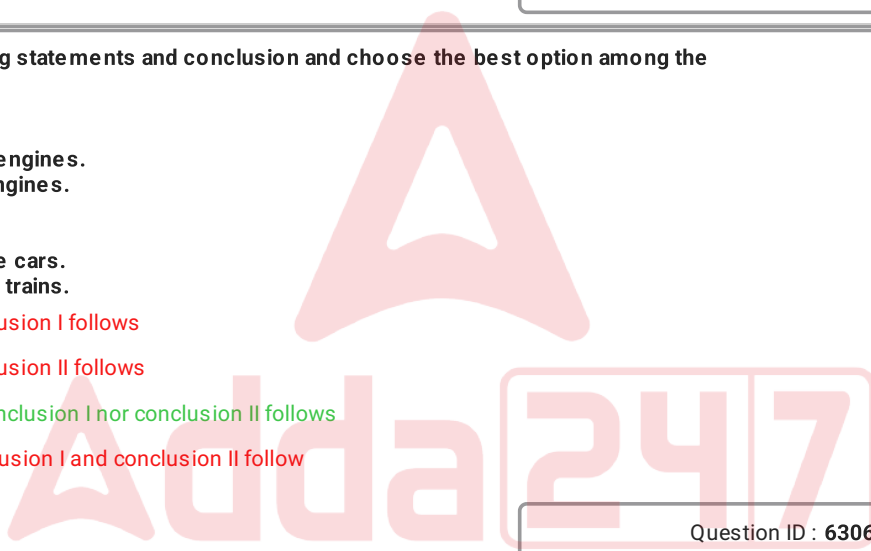 g statements and conclusion and choose the best option among the
engines.
ngines.
e cars.
trains.
usion I follows
usion II follows
nclusion I nor conclusion II follows
usion I and conclusion II follow
Adda247
Question ID : 6306